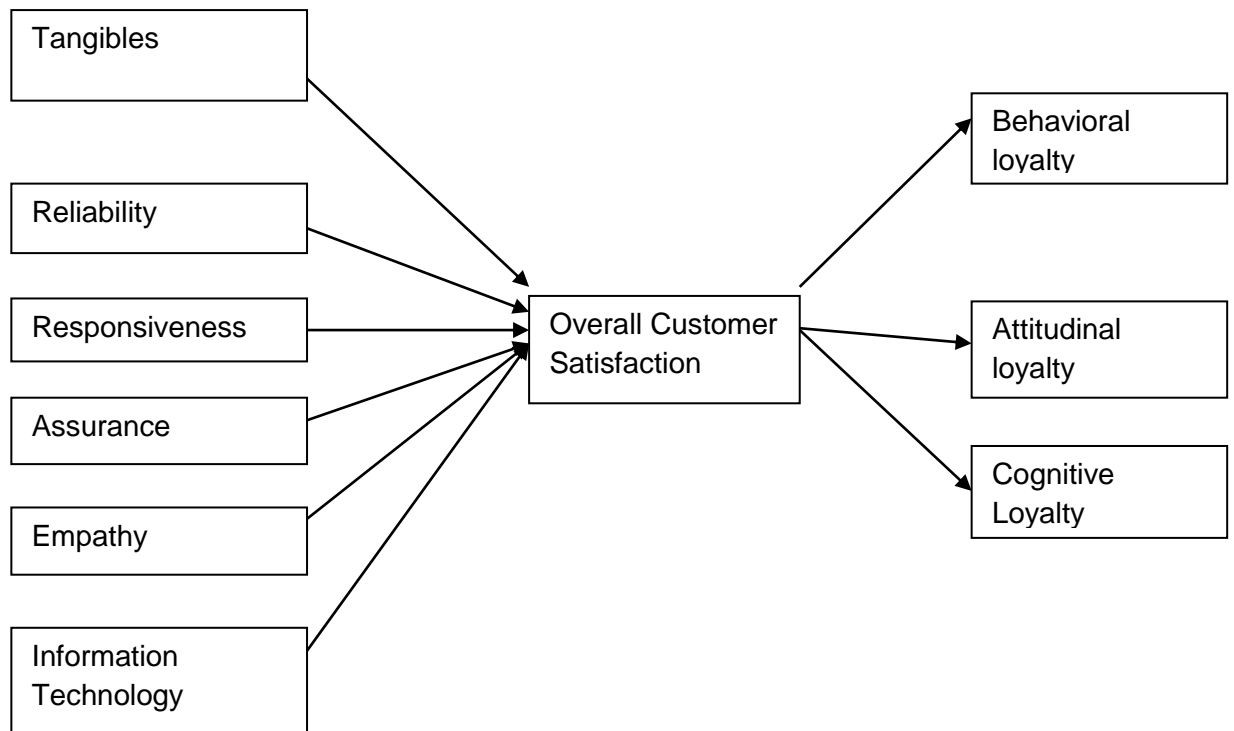 Tangibles
Reliability
Responsiveness
Assurance
Empathy
Information
Technology
Overall Customer
Satisfaction
Behavioral
loyalty
Attitudinal
loyalty
Cognitive
Loyalty